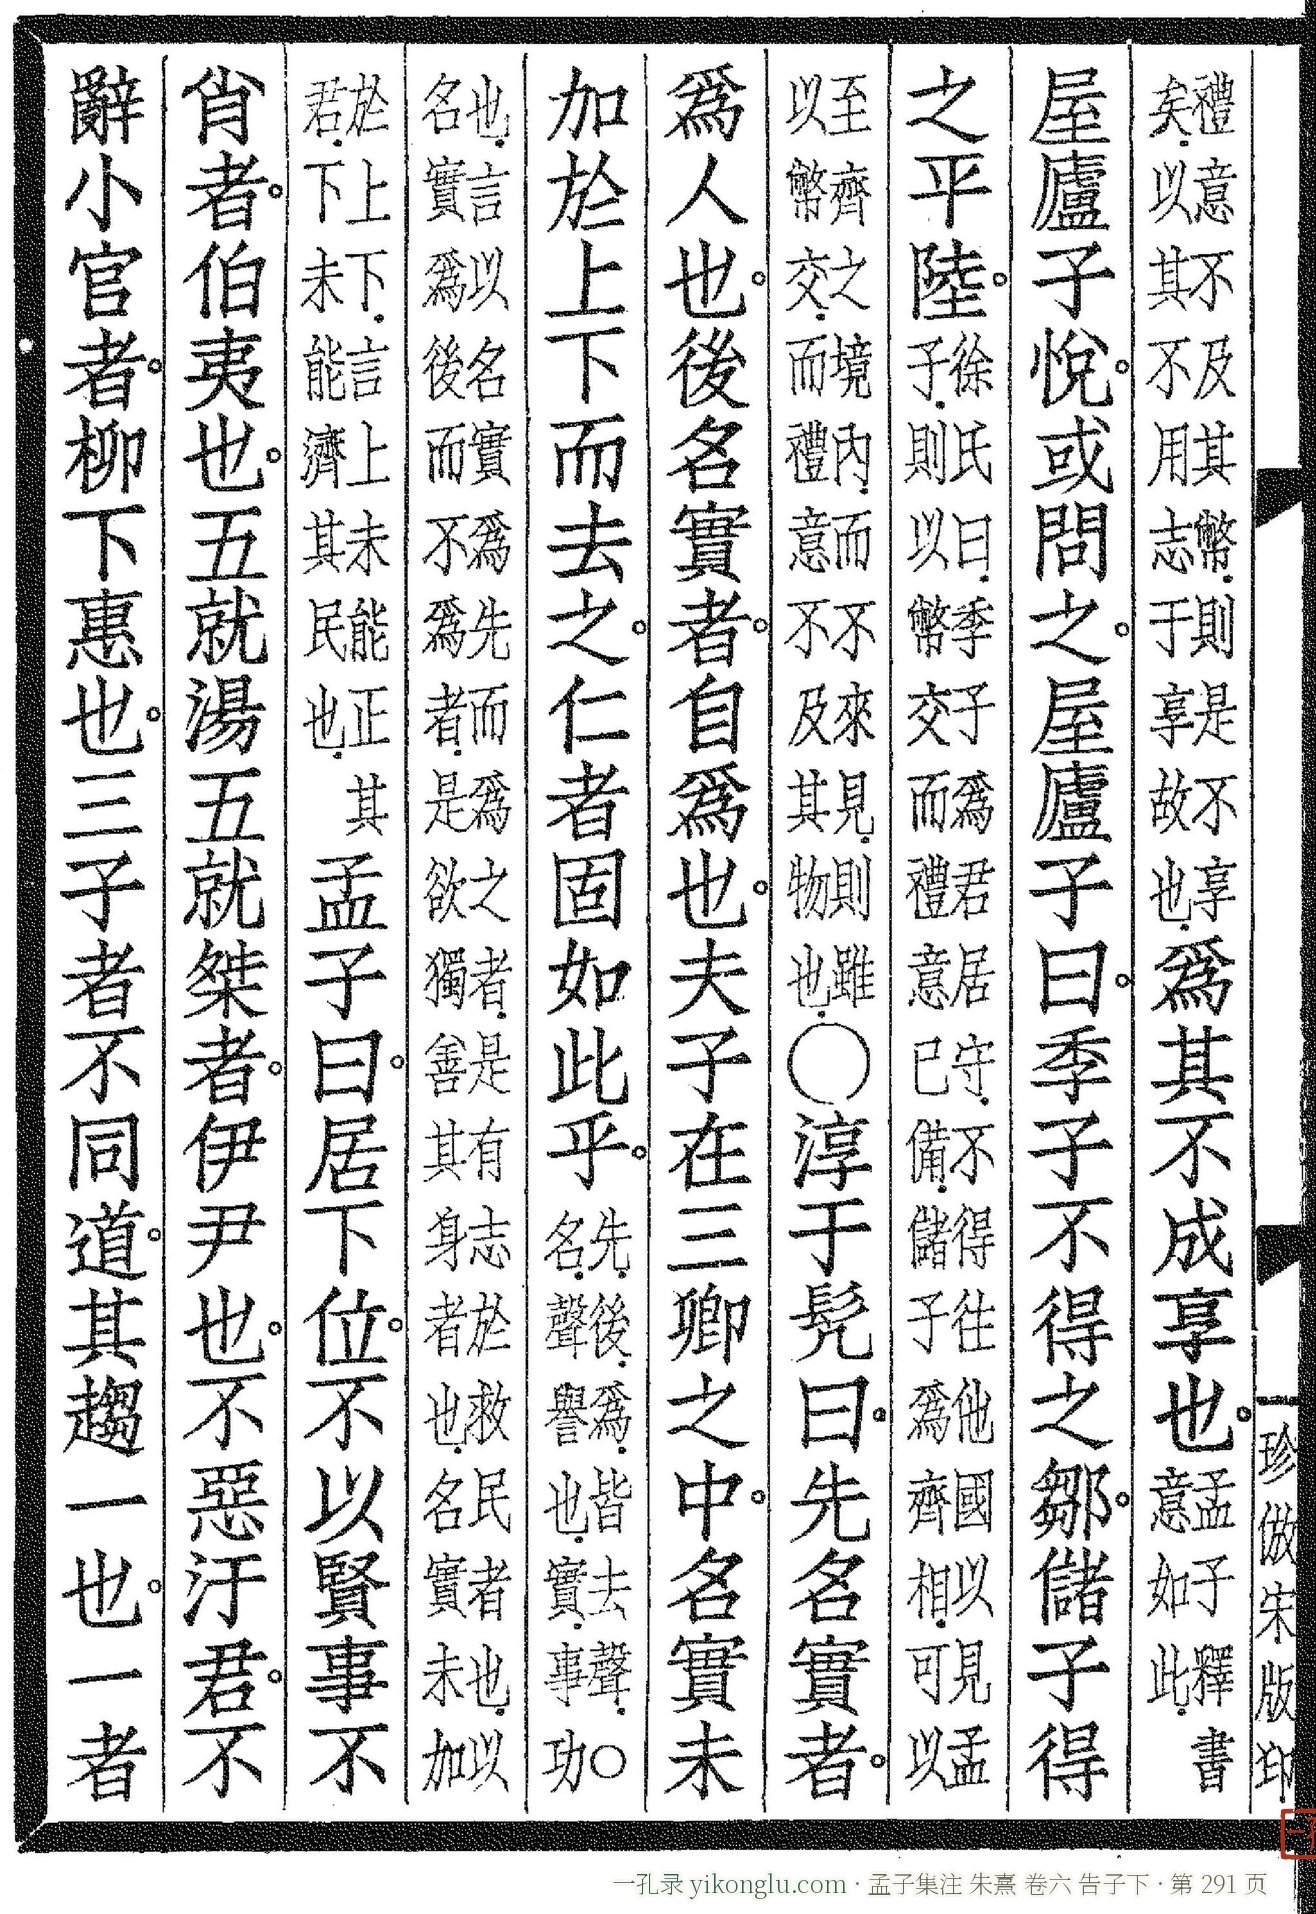 禮意不及其幣。則是不享矣。以其不用志于享故也。爲其不成享也。孟子釋書意如此。
屋廬子悅。或問之。屋廬子曰。季子不得之鄒。儲子得
之平陸。徐氏曰。季子爲君居守。不得往他國以見孟子。則以幣交而禮意已備。儲子爲齊相。可以
至齊之境內。而不來見。則雖以幣交。而禮意不及其物也。〇淳于髡曰。先名實者。
爲人也。後名實者。自爲也。夫子在三卿之中。名實未
加於上下而去之。仁者固如此乎。先。後。爲。皆去聲。〇名。聲譽也。實。事功
也。言以名實爲先而爲之者。是有志於救民者也。以名實爲後而不爲者。是欲獨善其身者也。名實未加
於上下。言上未能正其君。下未能濟其民也。孟子曰。居下位。不以賢事不
肖者。伯夷也。五就湯五就桀者。伊尹也。不惡汙君。不
辭小官者。柳下惠也。三子者不同道。其趨一也。一者
珍倣宋版印
一孔录 yikonglu.com · 孟子集注 朱熹 卷六 告子下 · 第 291 页